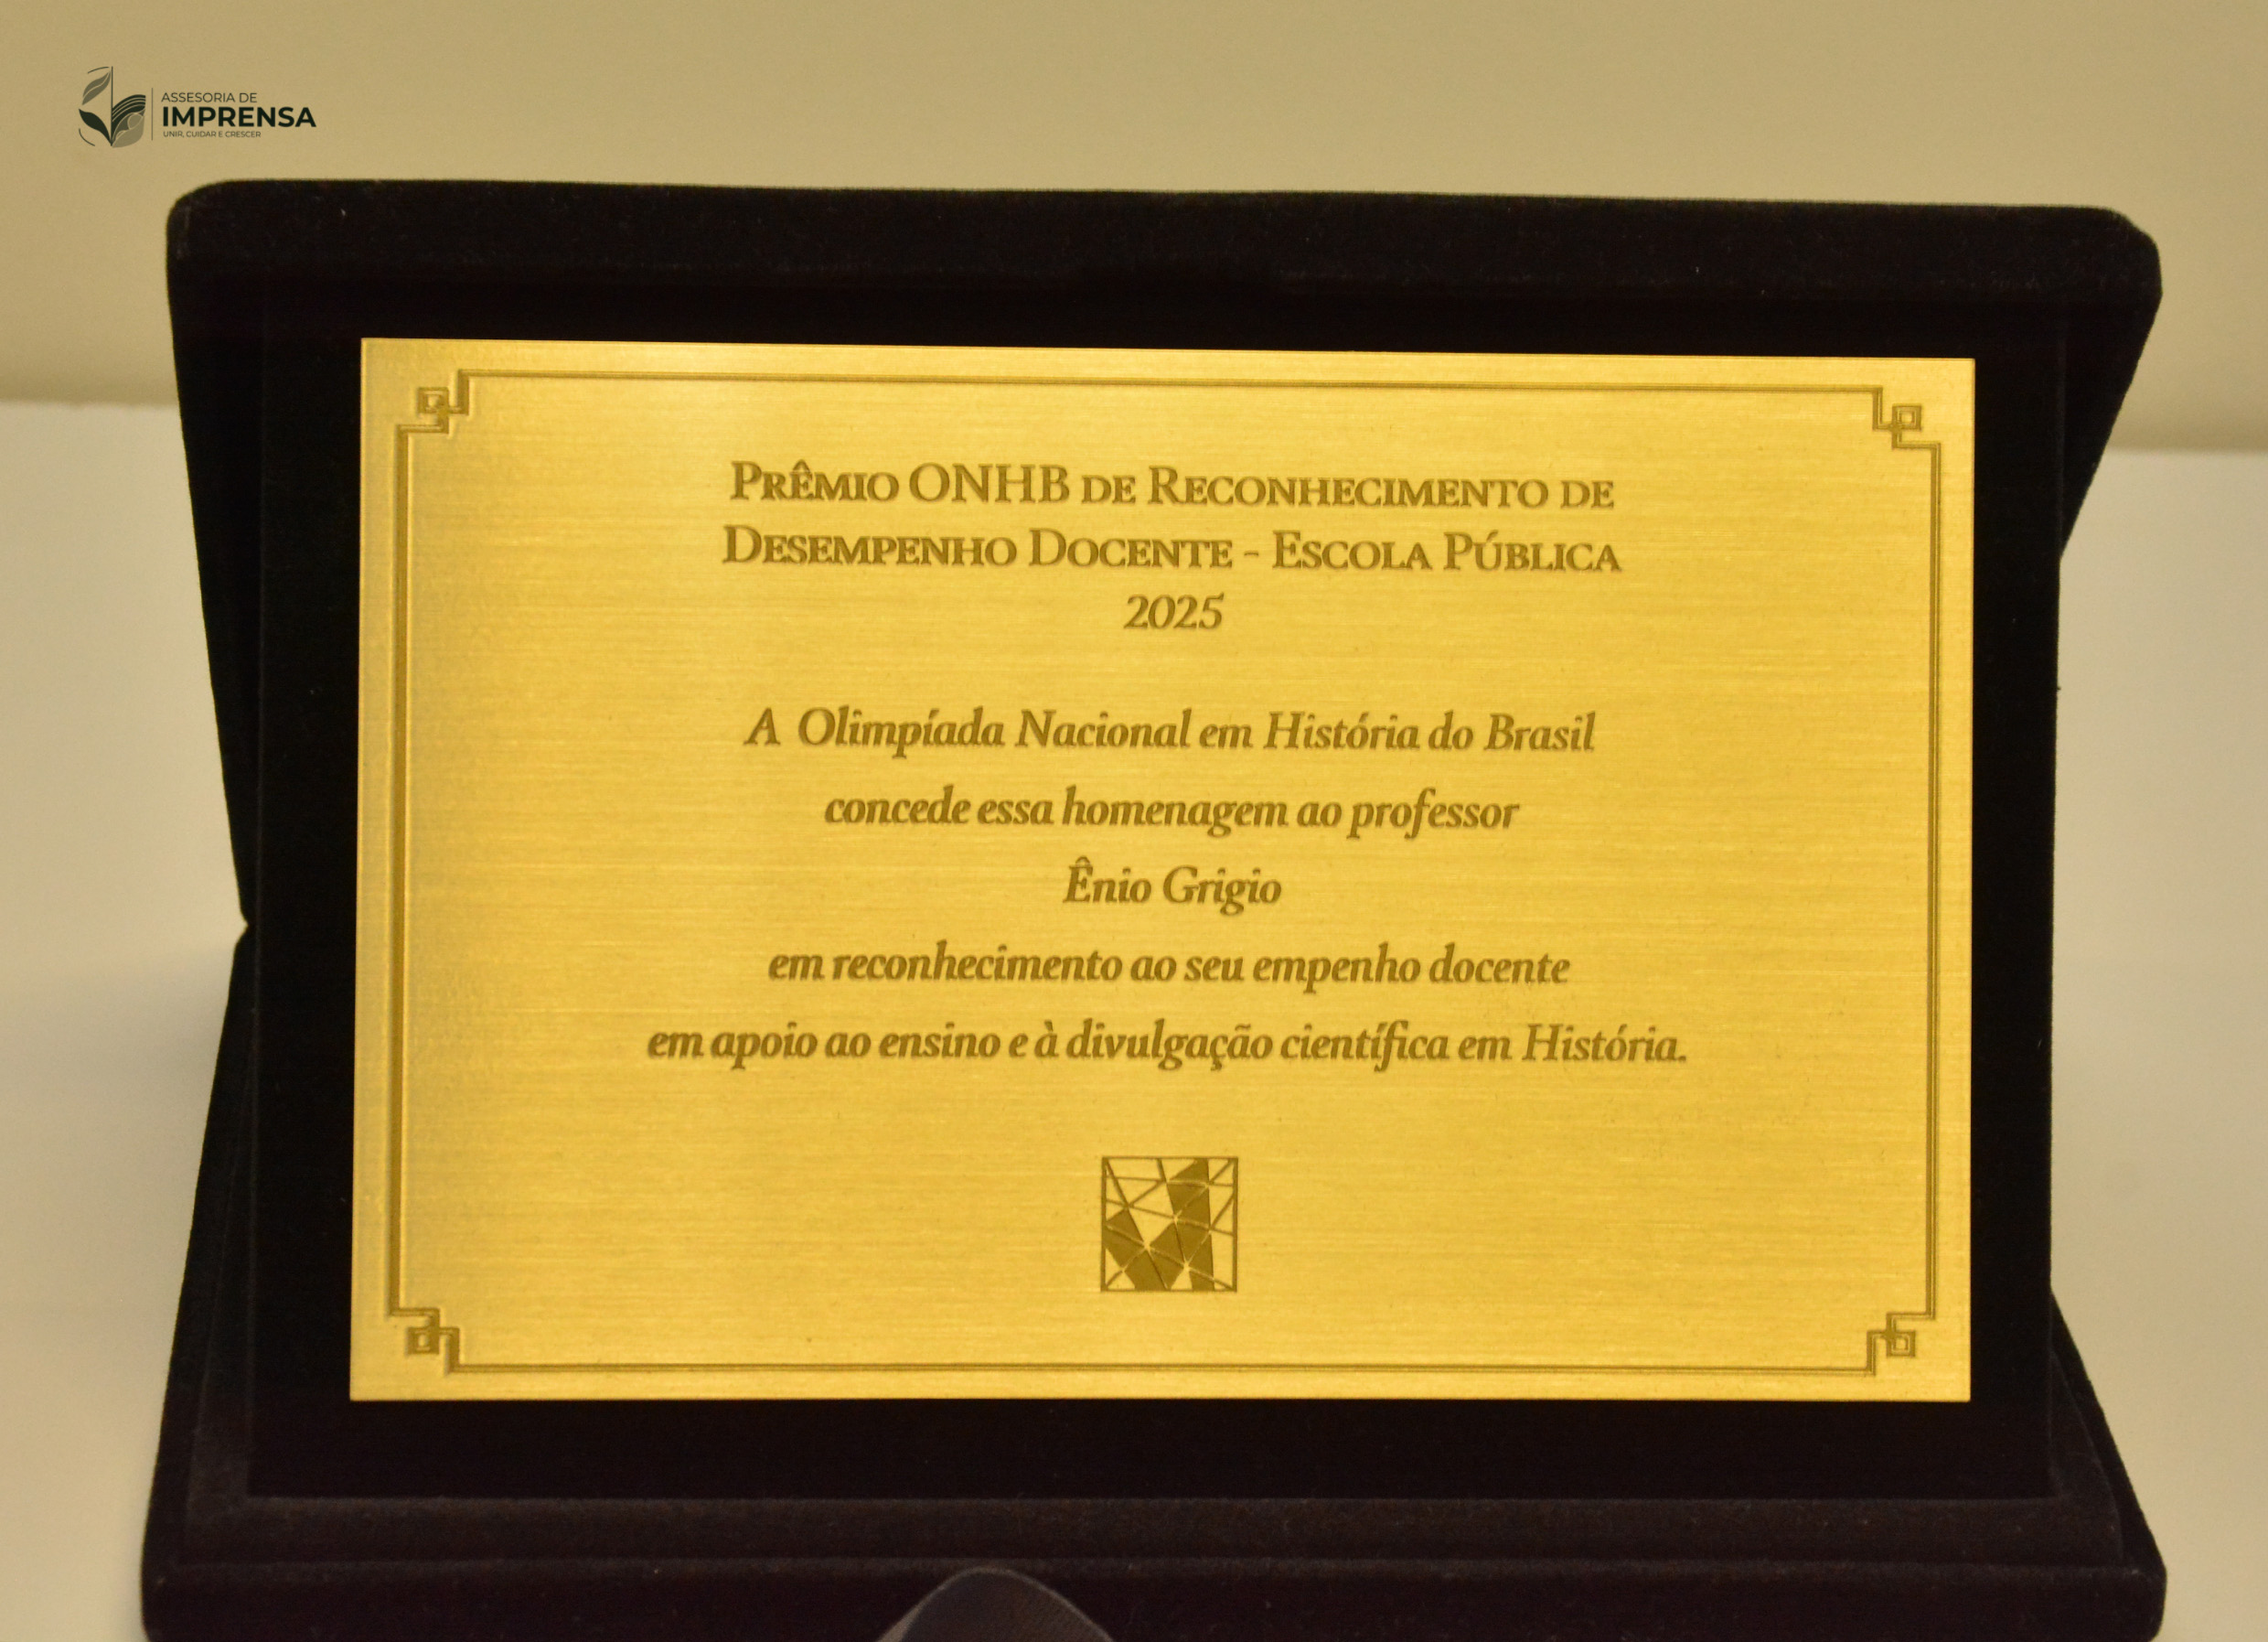 ASSESORIA DE
IMPRENSA
UNIR, CUIDAR E CRESCER
PRÊMIO ONHB DE RECONHECIMENTO DE
DESEMPENHO DOCENTE - ESCOLA PÚBLICA
2025
A Olimpíada Nacional em História do Brasil
concede essa homenagem ao professor
Ênio Grigio
em reconhecimento ao seu empenho docente
em apoio ao ensino e à divulgação científica em História.